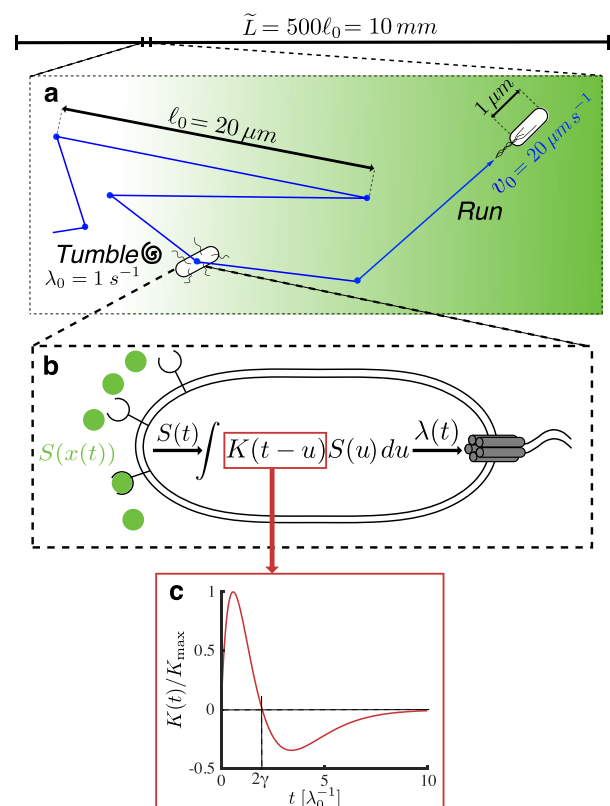 L̃ = 500ℓ₀ = 10 mm
a
ℓ₀ = 20 μm
1 μm
υ₀ = 20 μm s⁻¹
Run
Tumble
λ₀ = 1 s⁻¹
b
S(x(t))
S(t)
∫ K(t − u)S(u) du
λ(t)
c
K(t)/K_max
1
0.5
0
-0.5
0
2γ
5
10
t [λ₀⁻¹]